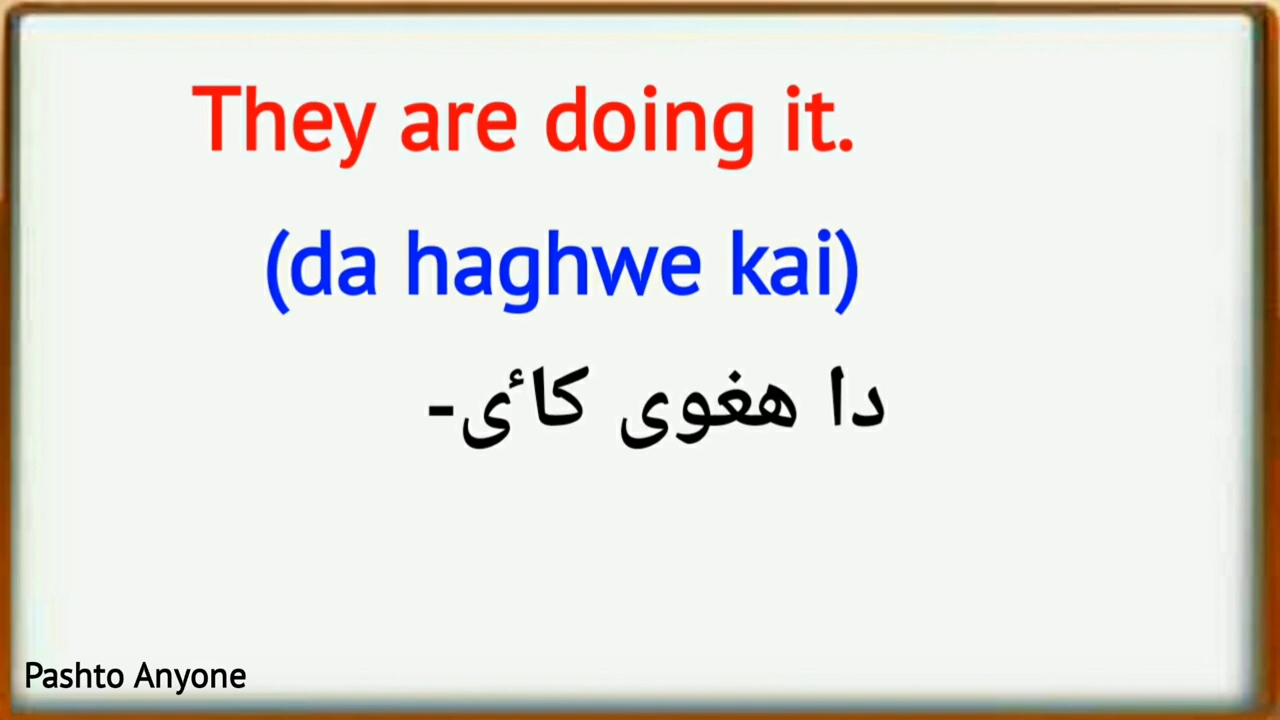 They are doing it.
(da haghwe kai)
دا هغوی کائی-
Pashto Anyone